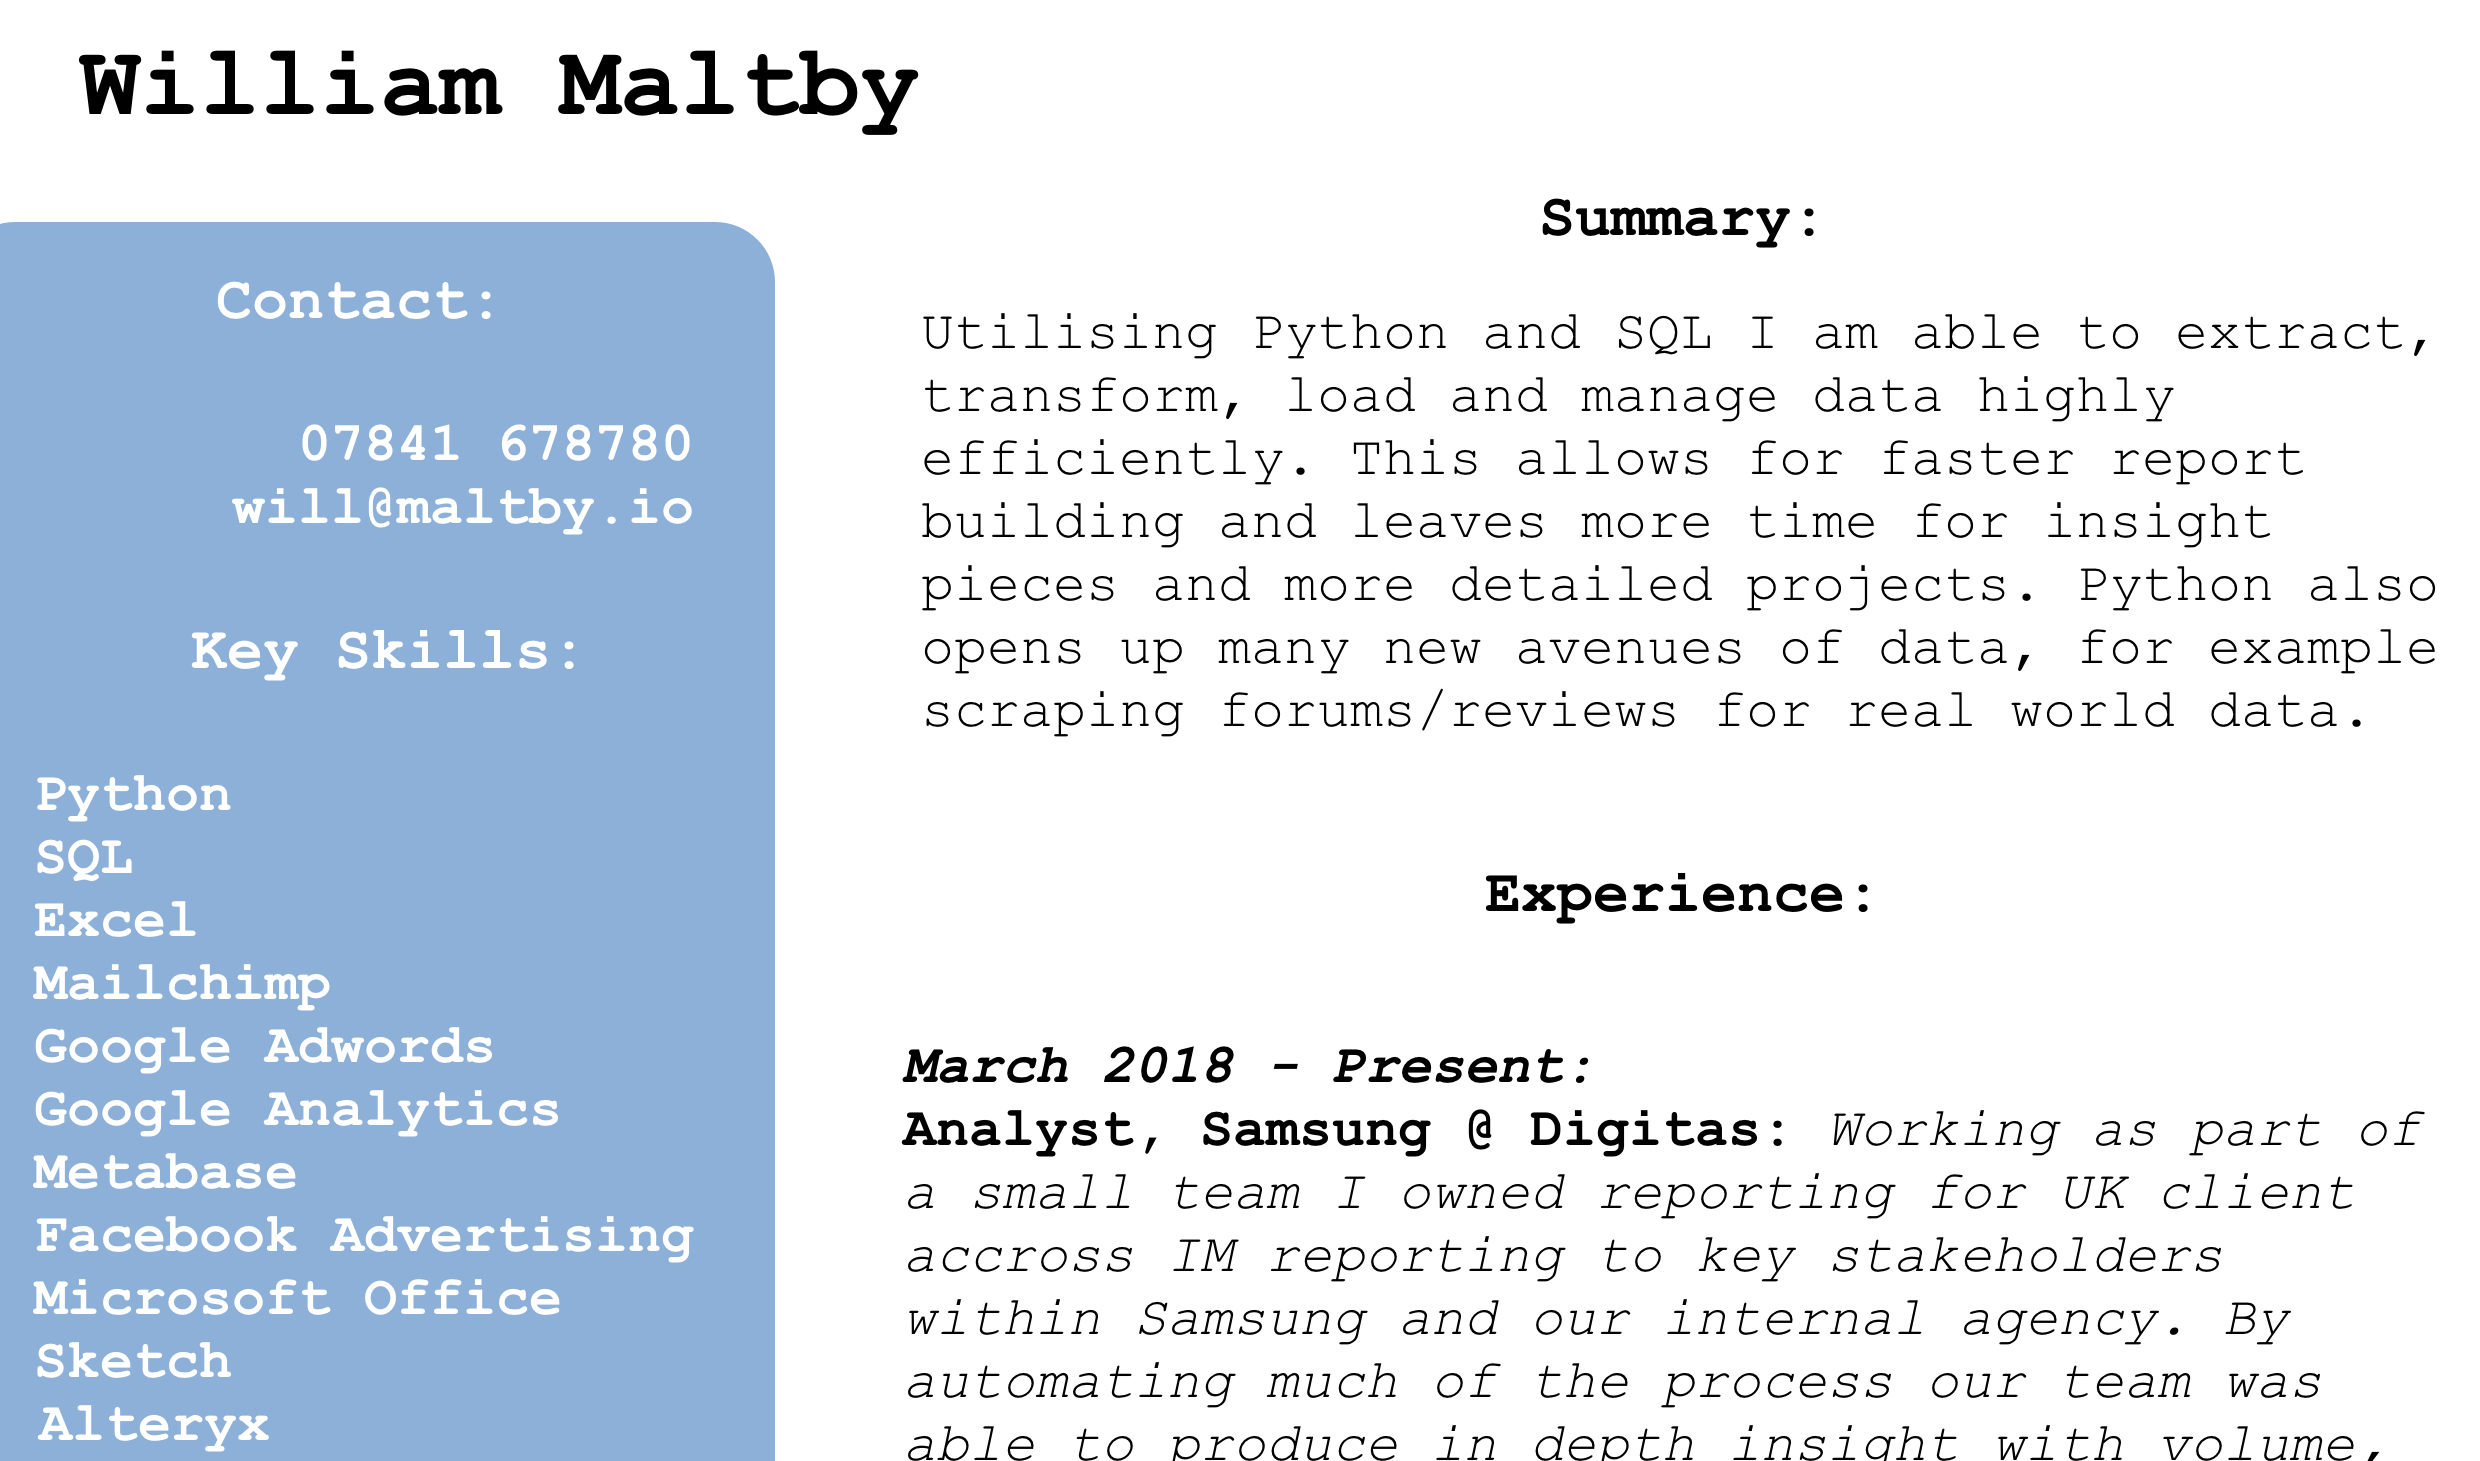 William Maltby
Contact:
07841 678780
will@maltby.io
Key Skills:
Python
SQL
Excel
Mailchimp
Google Adwords
Google Analytics
Metabase
Facebook Advertising
Microsoft Office
Sketch
Alteryx
Summary:
Utilising Python and SQL I am able to extract,
transform, load and manage data highly
efficiently. This allows for faster report
building and leaves more time for insight
pieces and more detailed projects. Python also
opens up many new avenues of data, for example
scraping forums/reviews for real world data.
Experience:
March 2018 - Present:
Analyst, Samsung @ Digitas: Working as part of
a small team I owned reporting for UK client
accross IM reporting to key stakeholders
within Samsung and our internal agency. By
automating much of the process our team was
able to produce in depth insight with volume,